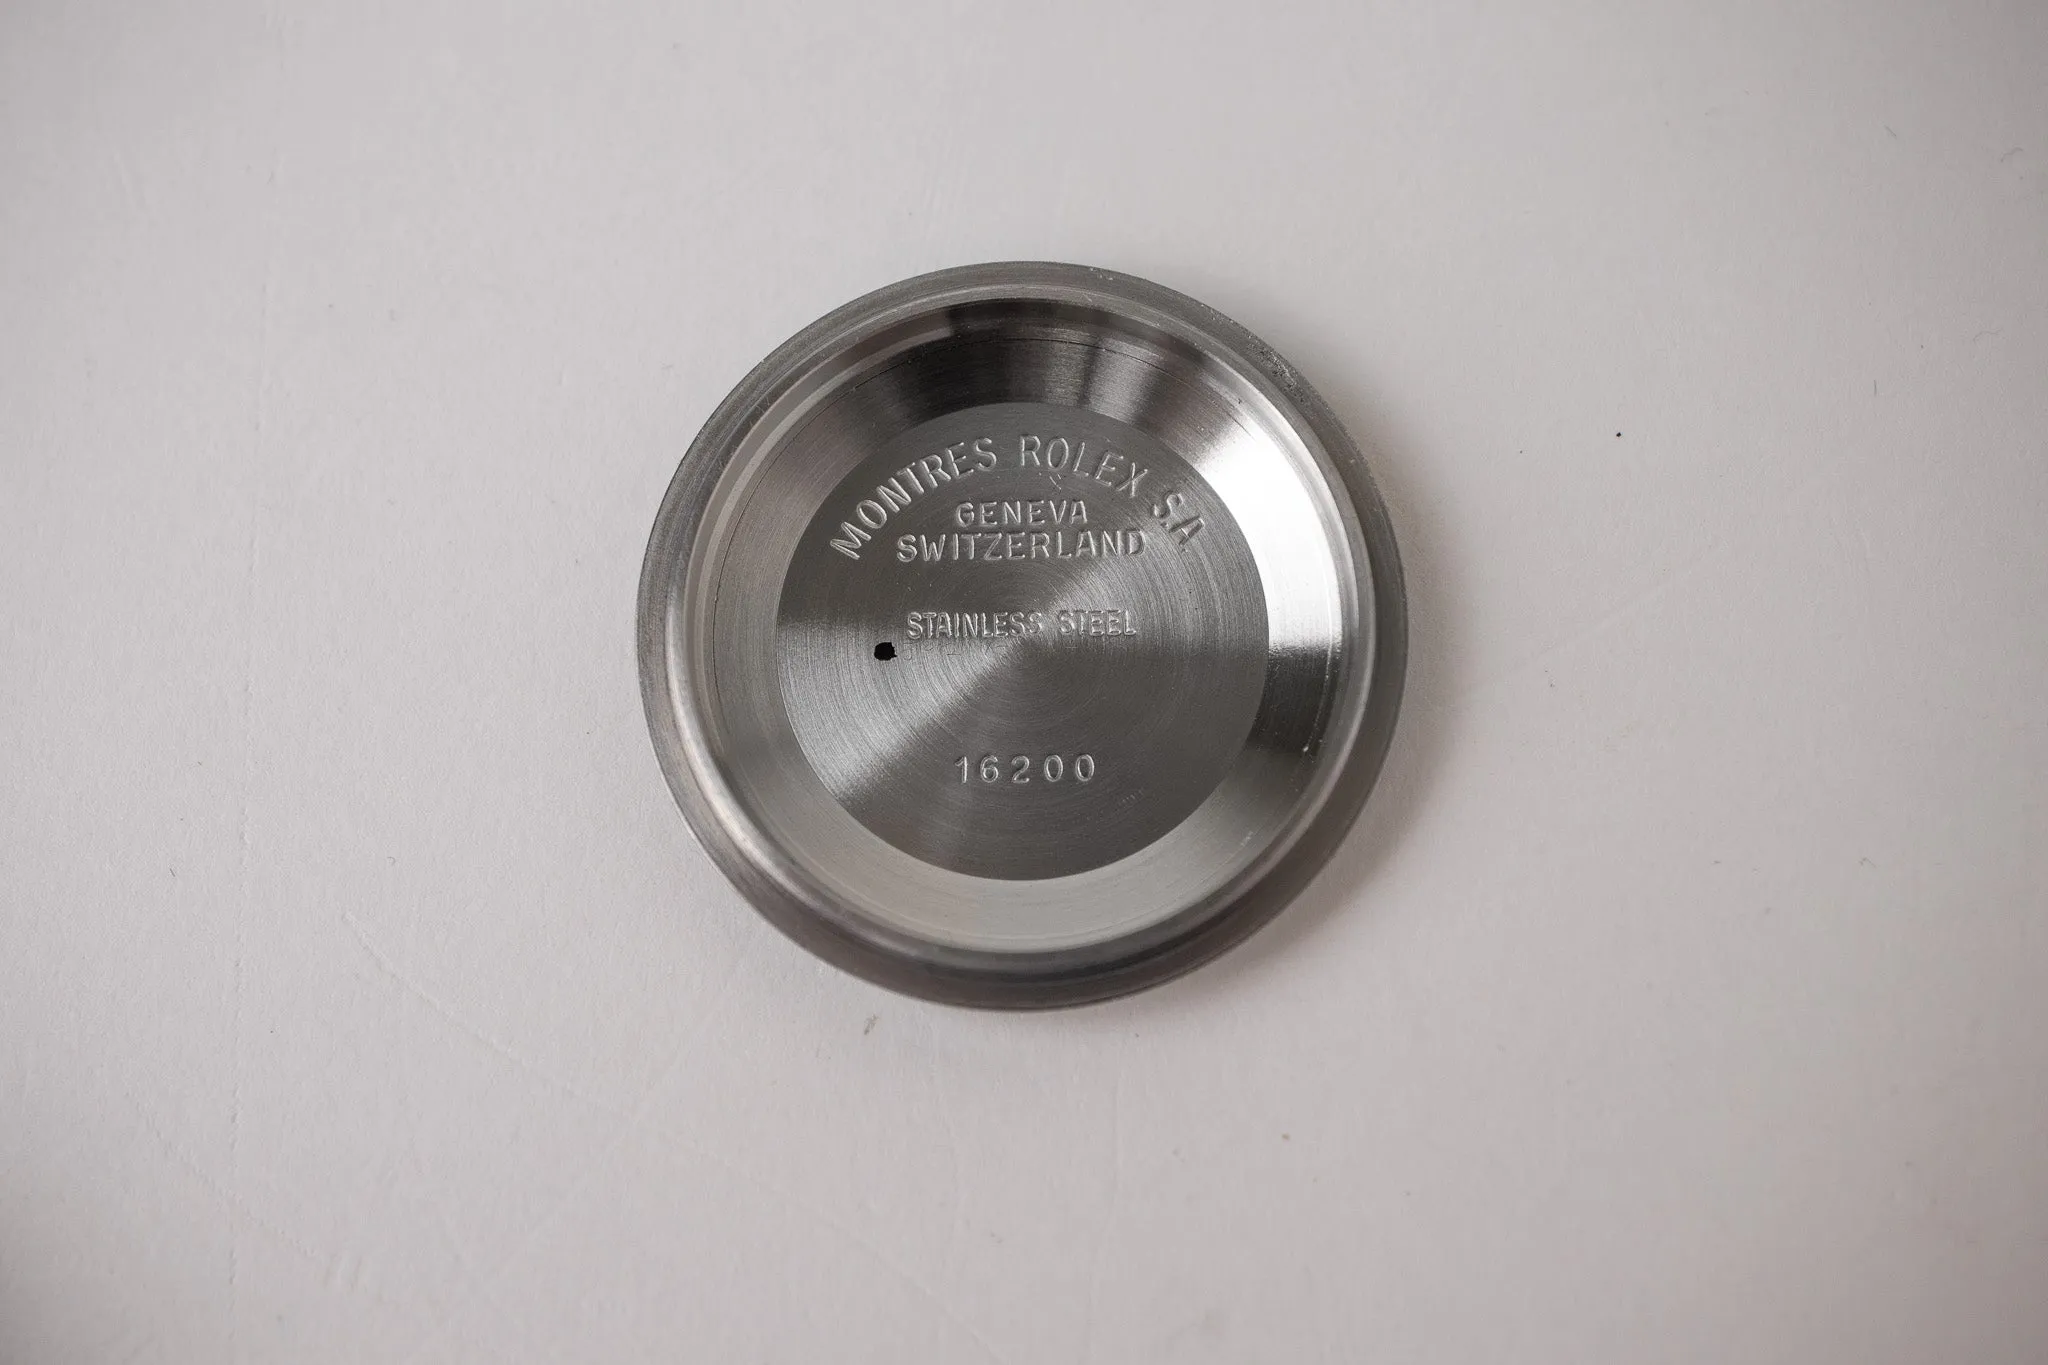 MONTRES ROLEX S.A.
GENEVA
SWITZERLAND
STAINLESS STEEL
16200